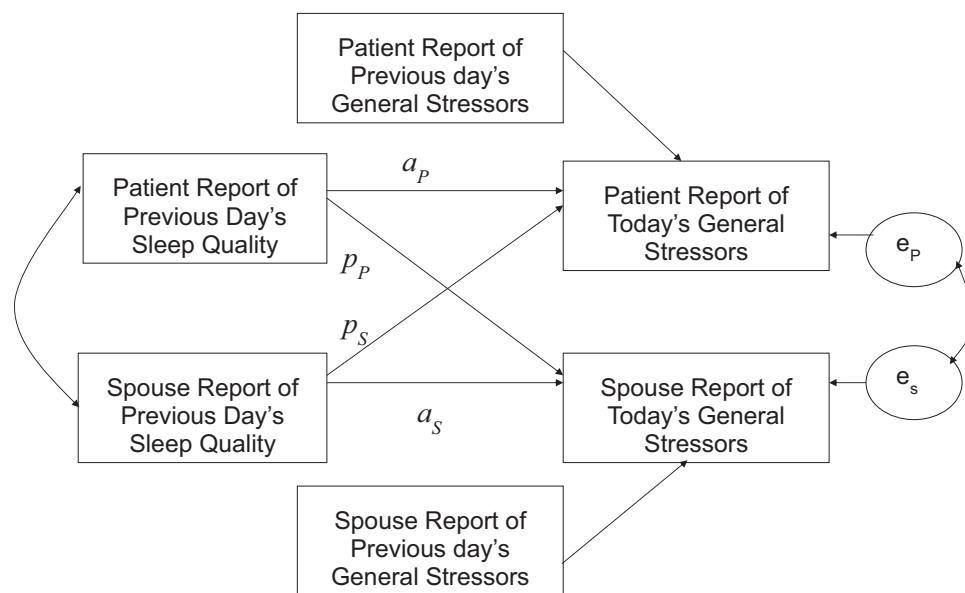 Patient Report of
Previous day’s
General Stressors
Patient Report of
Previous Day’s
Sleep Quality
a_P
Patient Report of
Today’s General
Stressors
e_P
p_P
p_S
Spouse Report of
Previous Day’s
Sleep Quality
a_S
Spouse Report of
Today’s General
Stressors
e_s
Spouse Report of
Previous day’s
General Stressors